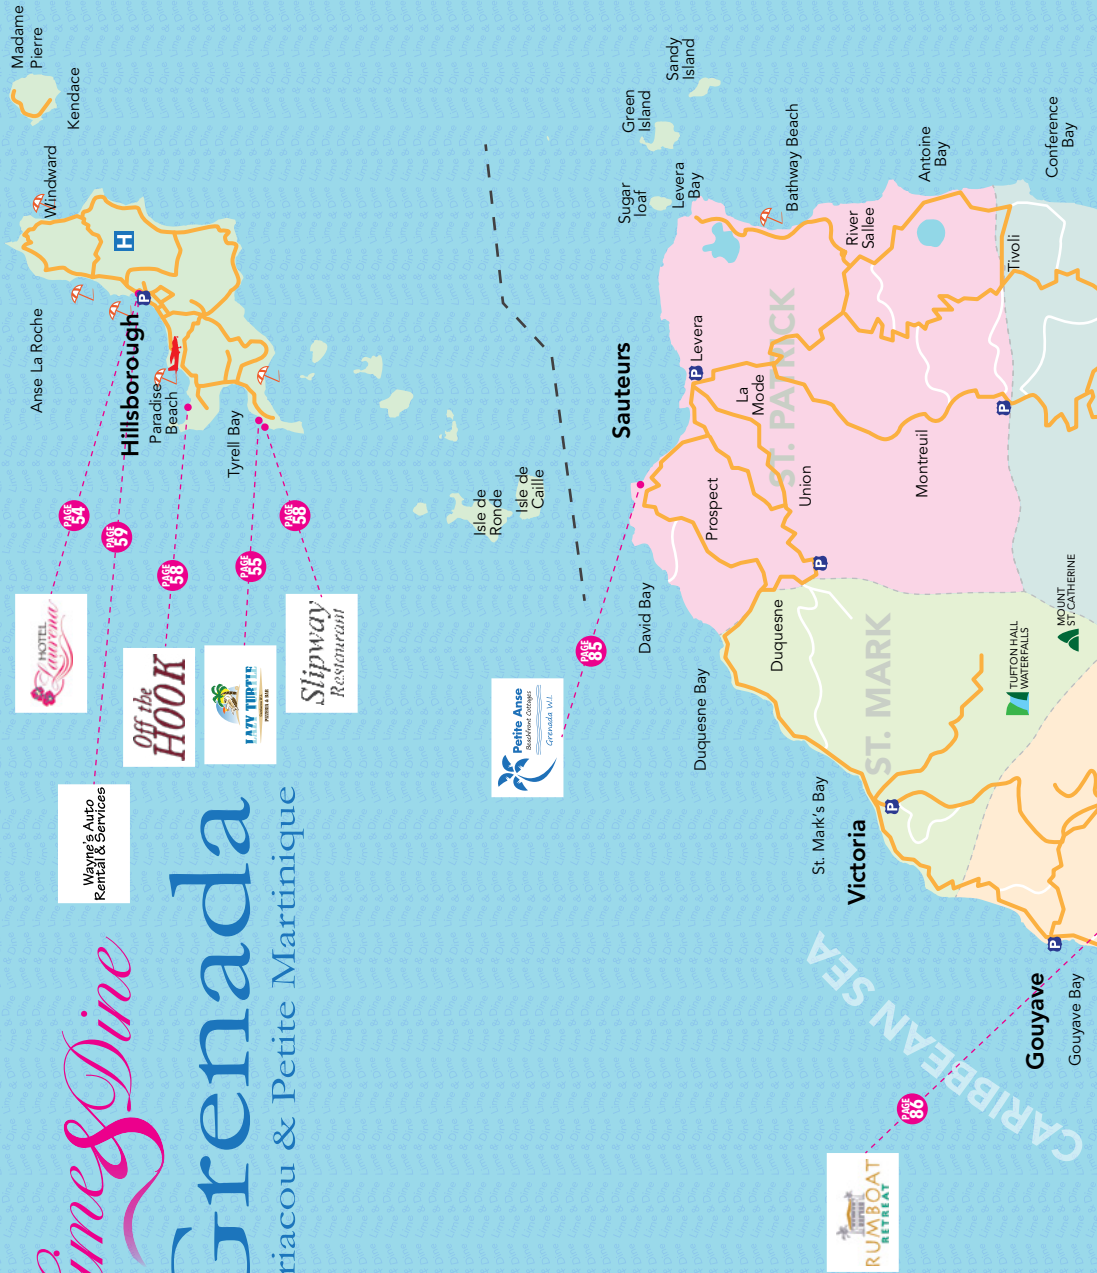 ime & Dine
Grenada
riacou & Petite Martinique
Wayne's Auto
Rental & Services
HOTEL
Laurena
Off the
HOOK
LAZY TURTLE
PIZZERIA & BAR
Slipway
Restaurant
PAGE
54
PAGE
59
PAGE
58
PAGE
55
PAGE
58
Anse La Roche
Hillsborough
P
H
Paradise
Beach
Tyrell Bay
Windward
Madame
Pierre
Kendace
Isle de
Ronde
Isle de
Caille
Petite Anse
Beachfront Cottages
Grenada W.I.
PAGE
85
Sauteurs
Sugar
loaf
Green
Island
Sandy
Island
Levera
Bay
Bathway Beach
P
Levera
La
Mode
ST. PATRICK
River
Sallee
Antoine
Bay
Conference
Bay
Tivoli
P
Montreuil
Union
Prospect
P
David Bay
Duquesne
Duquesne Bay
ST. MARK
TUFTON HALL
WATERFALLS
MOUNT
ST. CATHERINE
St. Mark's Bay
P
Victoria
P
Gouyave
Gouyave Bay
CARIBBEAN SEA
PAGE
86
RUMBOAT
RETREAT